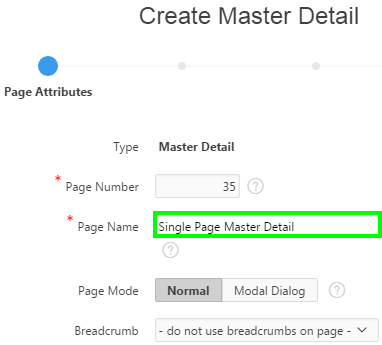 Create Master Detail
Page Attributes
Type Master Detail
* Page Number 35 ?
* Page Name Single Page Master Detail
?
Page Mode Normal Modal Dialog ?
Breadcrumb - do not use breadcrumbs on page -